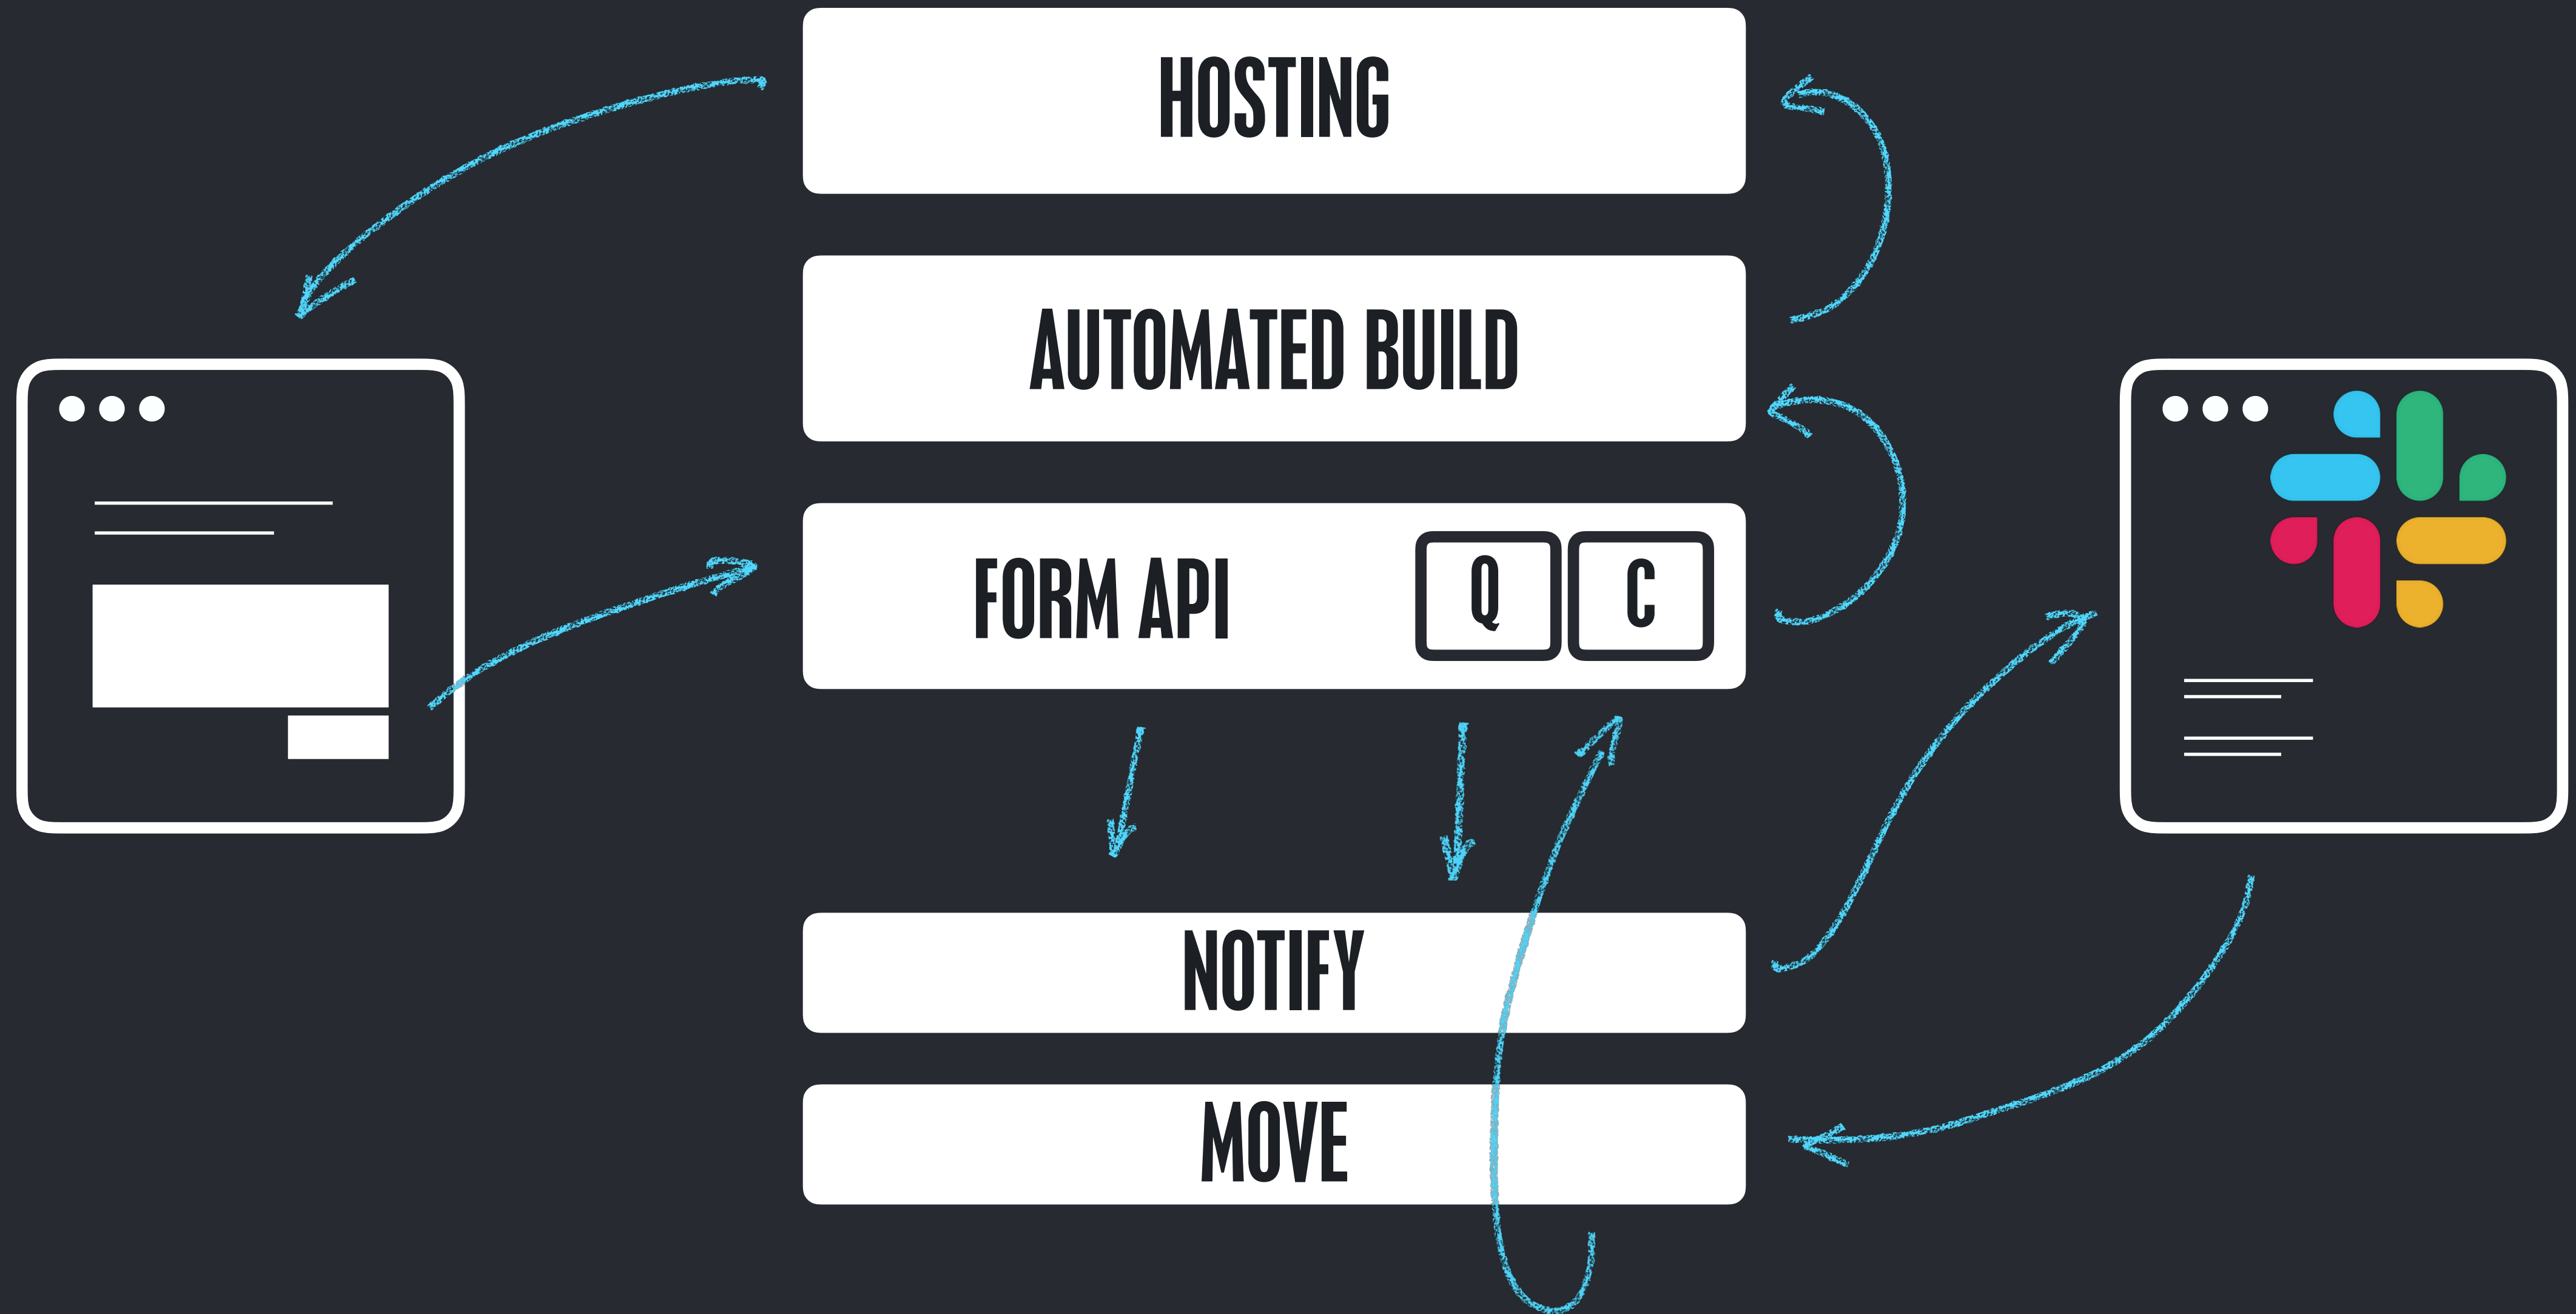 HOSTING
AUTOMATED BUILD
FORM API Q C
NOTIFY
MOVE